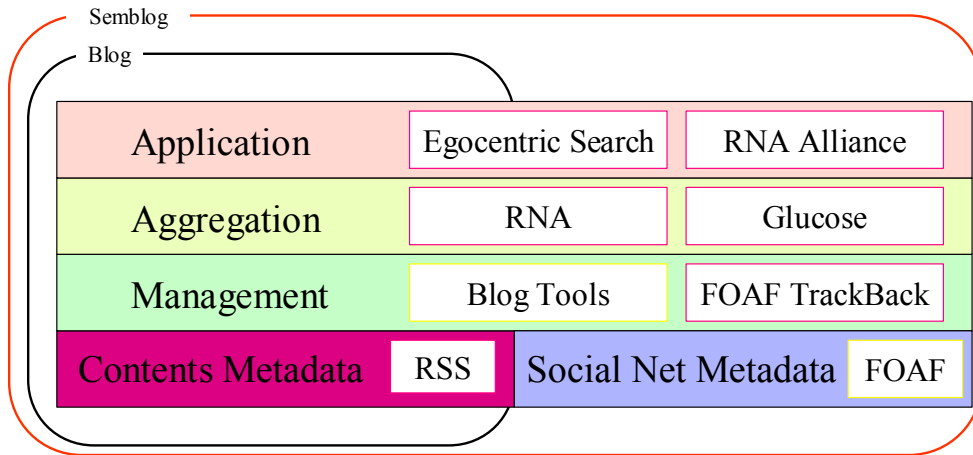 Semblog
Blog
Application
Egocentric Search
RNA Alliance
Aggregation
RNA
Glucose
Management
Blog Tools
FOAF TrackBack
Contents Metadata
RSS
Social Net Metadata
FOAF